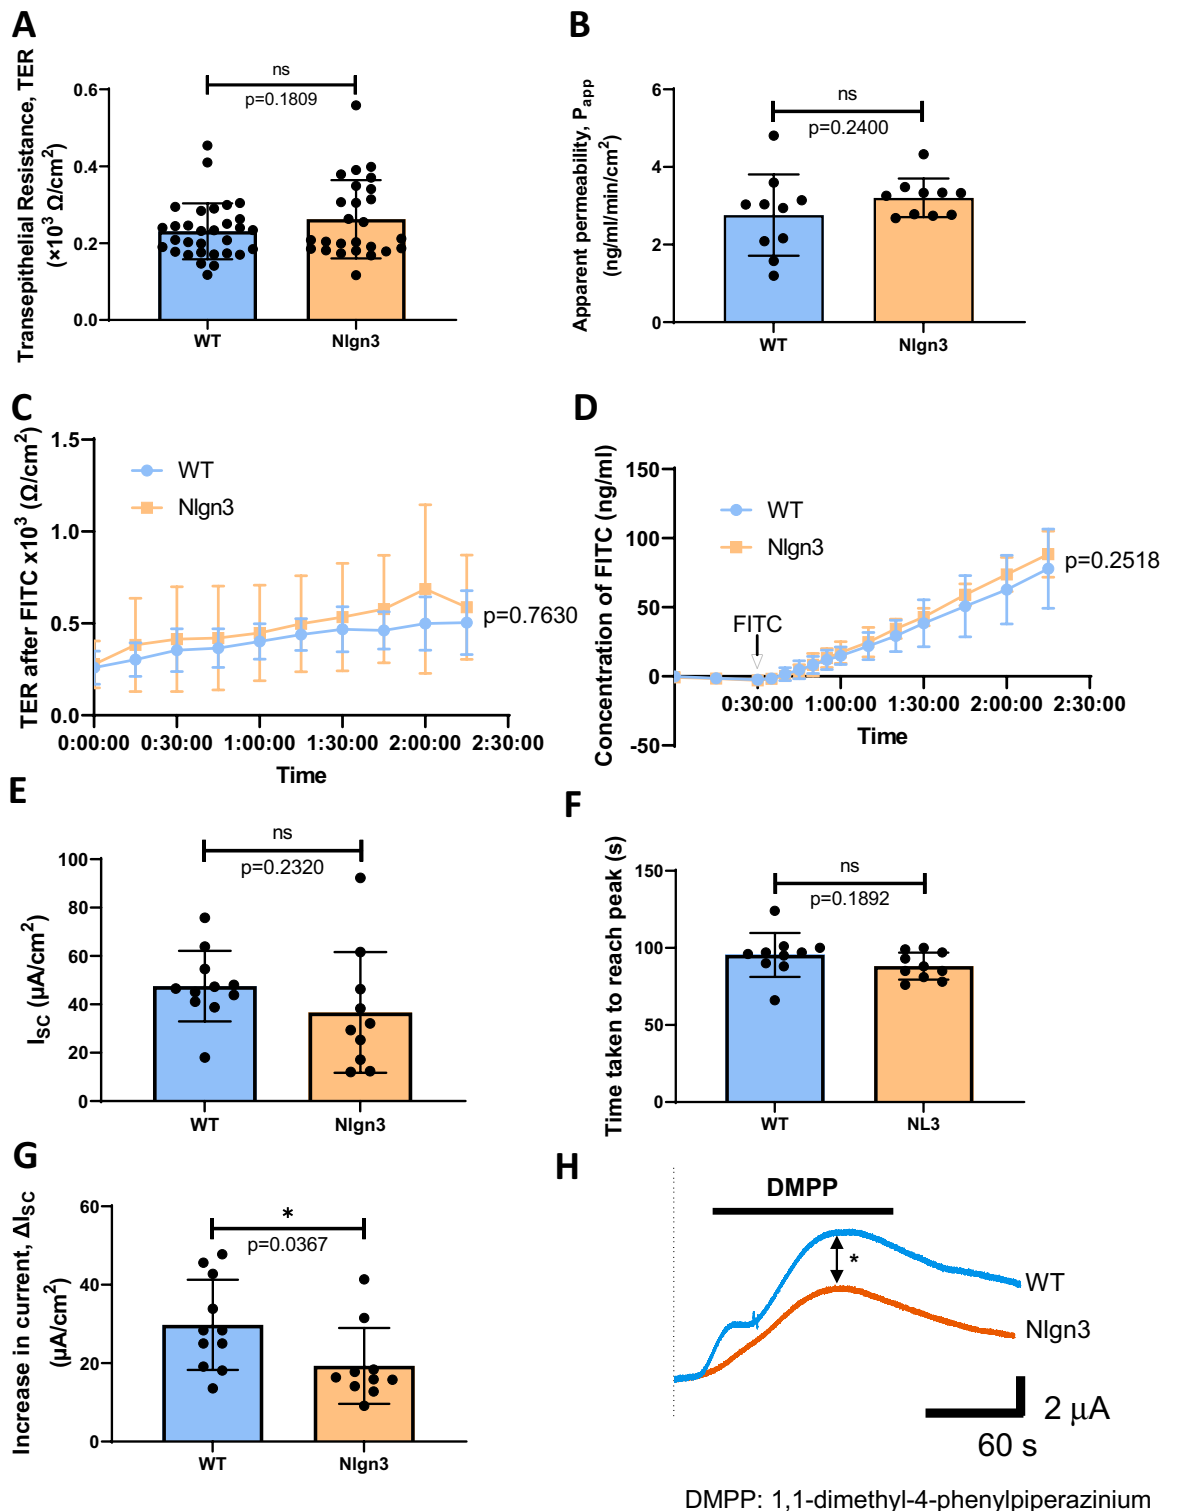 A
Transepithelial Resistance, TER
(×10³ Ω/cm²)
0.6
0.4
0.2
0.0
ns
p=0.1809
WT
Nlgn3
B
Apparent permeability, Papp
(ng/ml/min/cm²)
6
4
2
0
ns
p=0.2400
WT
Nlgn3
C
TER after FITC x10³ (Ω/cm²)
1.5
1.0
0.5
0.0
WT
Nlgn3
p=0.7630
0:00:00 0:30:00 1:00:00 1:30:00 2:00:00 2:30:00
Time
D
Concentration of FITC (ng/ml)
150
100
50
0
-50
WT
Nlgn3
FITC
p=0.2518
0:30:00 1:00:00 1:30:00 2:00:00 2:30:00
Time
E
ISC (µA/cm²)
100
80
60
40
20
0
ns
p=0.2320
WT
Nlgn3
F
Time taken to reach peak (s)
150
100
50
0
ns
p=0.1892
WT
NL3
G
Increase in current, ΔISC
(µA/cm²)
60
40
20
0
*
p=0.0367
WT
Nlgn3
H
DMPP
*
WT
Nlgn3
2 µA
60 s
DMPP: 1,1-dimethyl-4-phenylpiperazinium